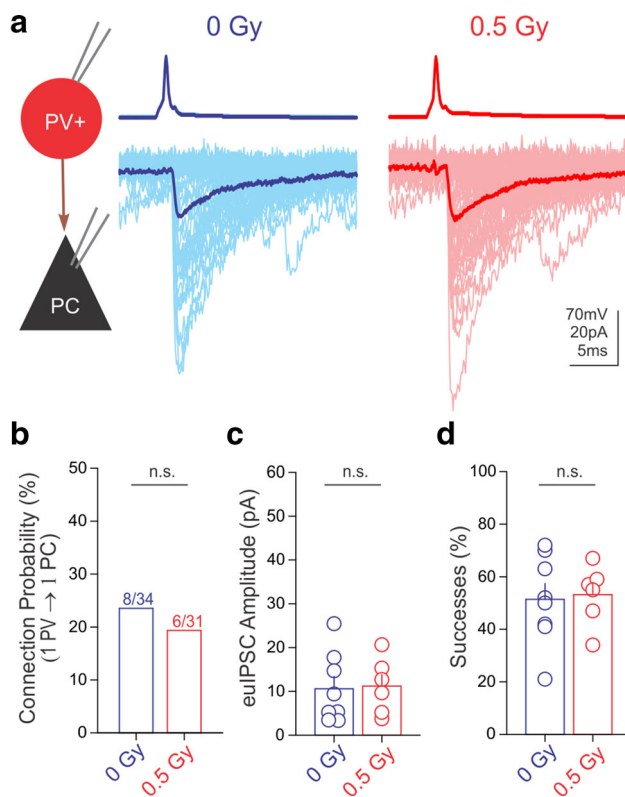 a
0 Gy
0.5 Gy
PV+
PC
70mV
20pA
5ms
b
Connection Probability (%)
(1 PV → 1 PC)
50
40
30
20
10
0
n.s.
8/34
6/31
0 Gy
0.5 Gy
c
euIPSC Amplitude (pA)
60
50
40
30
20
10
0
n.s.
0 Gy
0.5 Gy
d
Successes (%)
100
80
60
40
20
0
n.s.
0 Gy
0.5 Gy